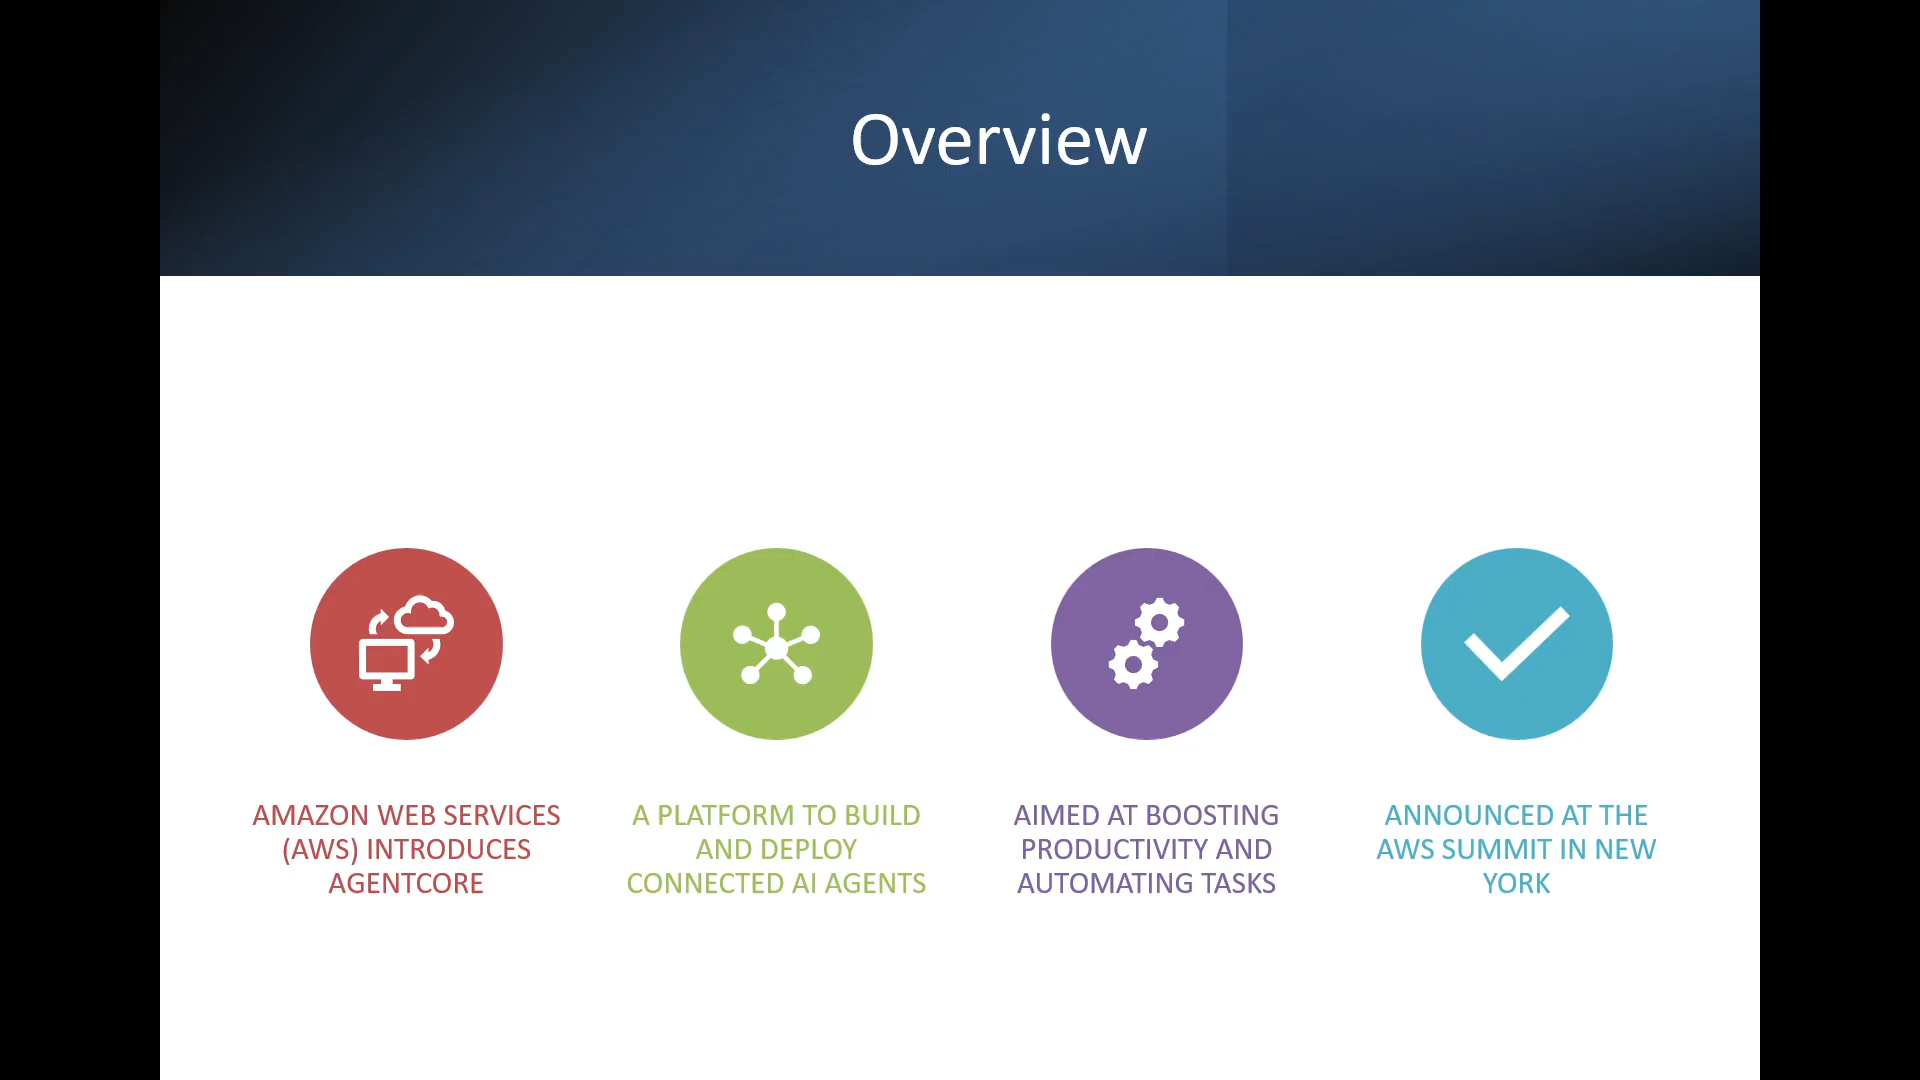 Overview
AMAZON WEB SERVICES
(AWS) INTRODUCES
AGENTCORE
A PLATFORM TO BUILD
AND DEPLOY
CONNECTED AI AGENTS
AIMED AT BOOSTING
PRODUCTIVITY AND
AUTOMATING TASKS
ANNOUNCED AT THE
AWS SUMMIT IN NEW
YORK